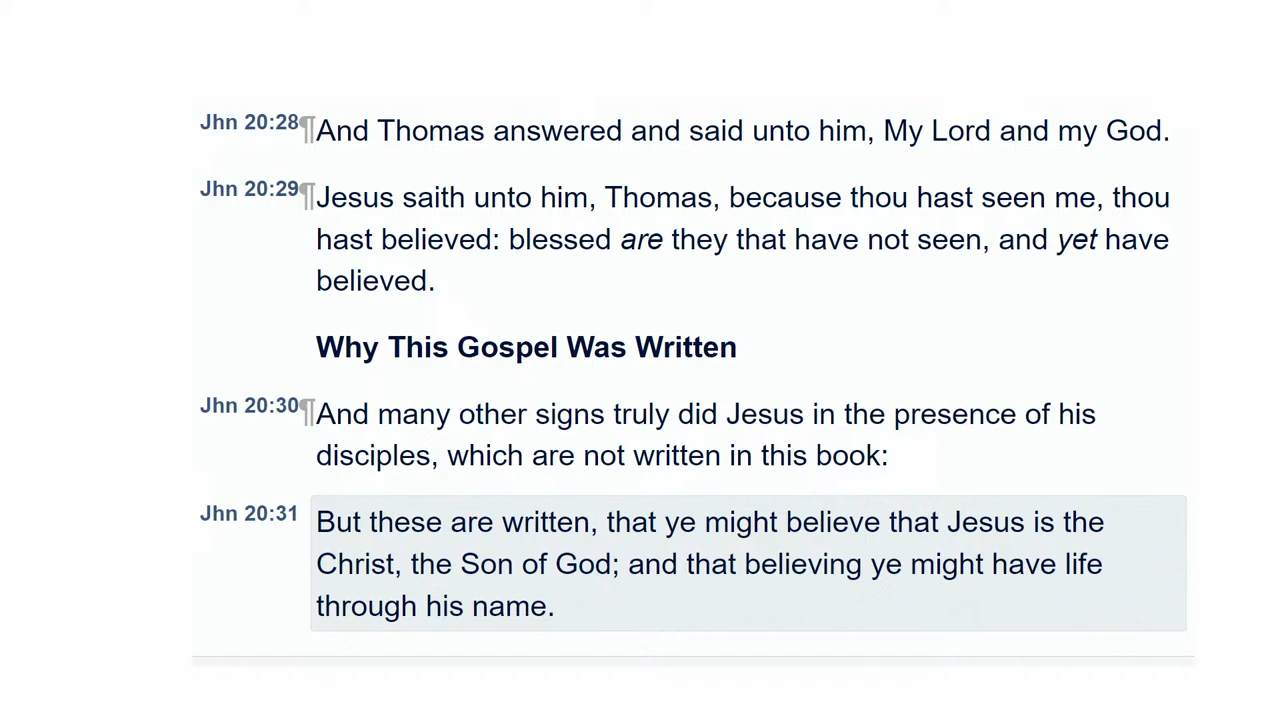 Jhn 20:28 ¶And Thomas answered and said unto him, My Lord and my God.
Jhn 20:29 ¶Jesus saith unto him, Thomas, because thou hast seen me, thou
hast believed: blessed are they that have not seen, and yet have
believed.
Why This Gospel Was Written
Jhn 20:30 ¶And many other signs truly did Jesus in the presence of his
disciples, which are not written in this book:
Jhn 20:31 But these are written, that ye might believe that Jesus is the
Christ, the Son of God; and that believing ye might have life
through his name.